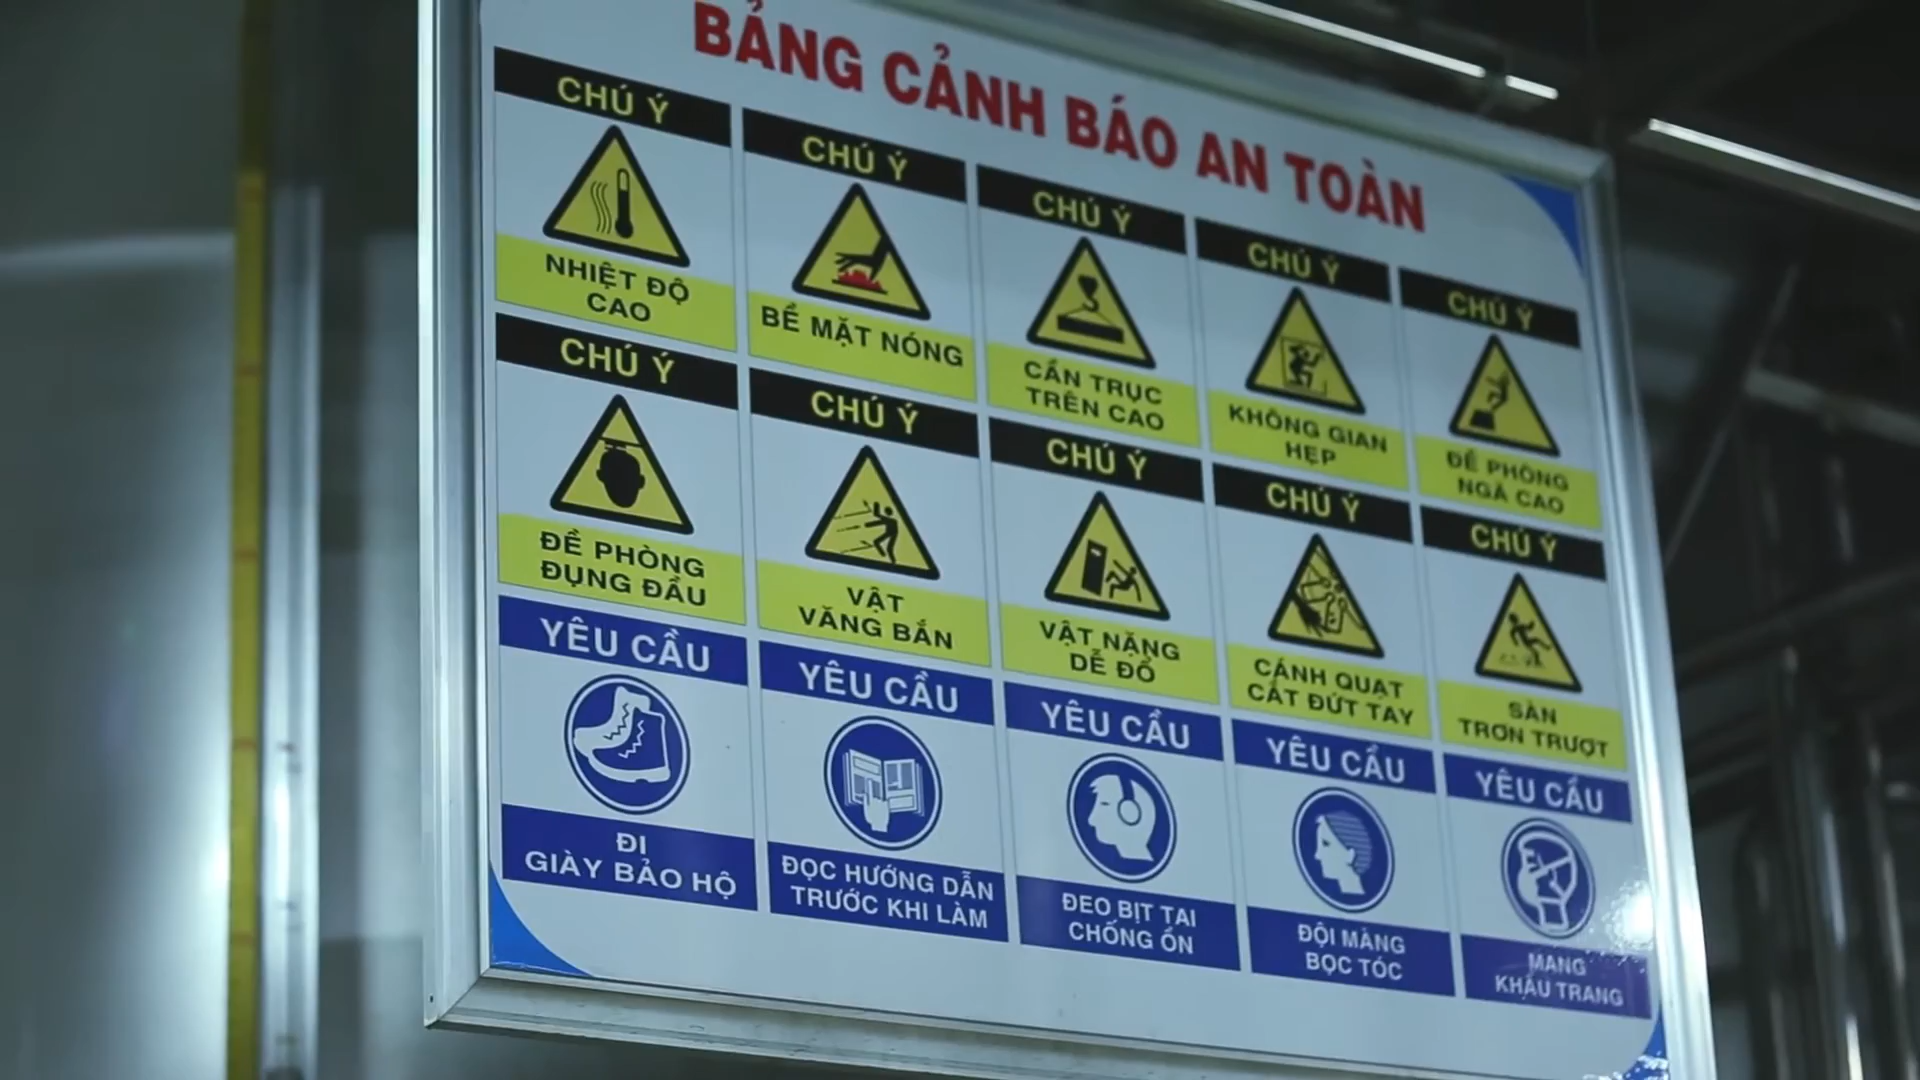 BẢNG CẢNH BÁO AN TOÀN
CHÚ Ý
NHIỆT ĐỘ
CAO
CHÚ Ý
BỀ MẶT NÓNG
CHÚ Ý
CẨN TRỤC
TRÊN CAO
CHÚ Ý
KHÔNG GIAN
HẸP
CHÚ Ý
ĐỀ PHÒNG
NGÃ CAO
CHÚ Ý
ĐỀ PHÒNG
ĐỤNG ĐẦU
CHÚ Ý
VẬT
VĂNG BẮN
CHÚ Ý
VẬT NẶNG
DỄ ĐỔ
CHÚ Ý
CÁNH QUẠT
CẮT ĐỨT TAY
CHÚ Ý
SÀN
TRƠN TRƯỢT
YÊU CẦU
ĐI
GIÀY BẢO HỘ
YÊU CẦU
ĐỌC HƯỚNG DẪN
TRƯỚC KHI LÀM
YÊU CẦU
ĐEO BỊT TAI
CHỐNG ỒN
YÊU CẦU
ĐỘI MÀNG
BỌC TÓC
YÊU CẦU
MANG
KHẨU TRANG